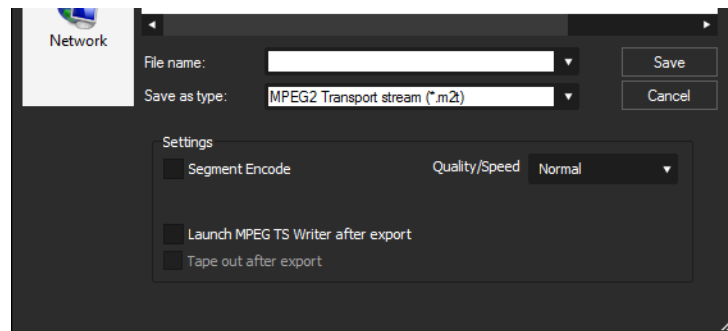 Network
File name:
Save
Save as type:
MPEG2 Transport stream (*.m2t)
Cancel
Settings
Segment Encode
Quality/Speed
Normal
Launch MPEG TS Writer after export
Tape out after export